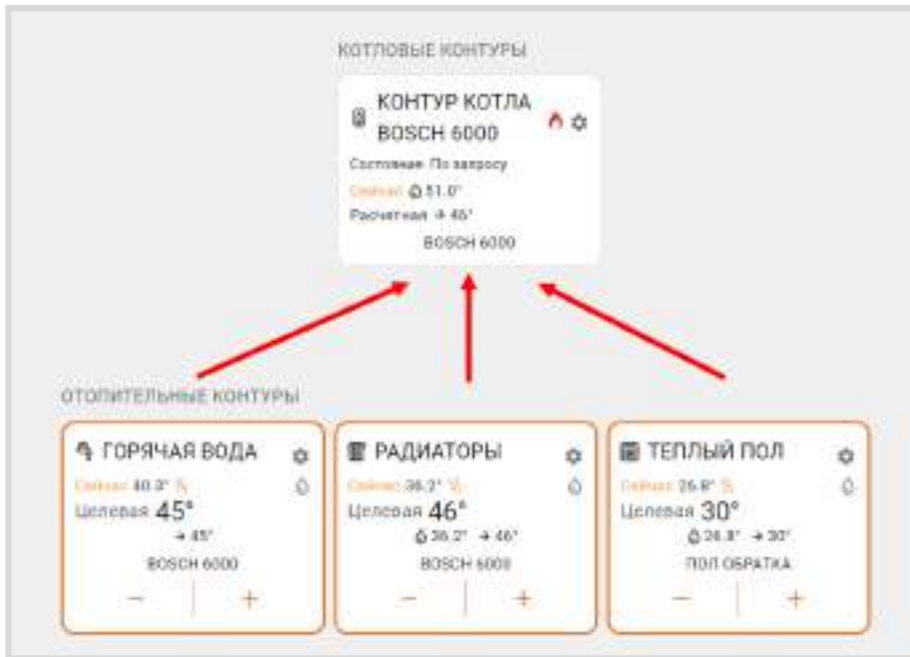 КОТЛОВЫЕ КОНТУРЫ
КОНТУР КОТЛА
BOSCH 6000
Состояние По запросу
Сейчас 51.0°
Расчетная → 46°
BOSCH 6000
ОТОПИТЕЛЬНЫЕ КОНТУРЫ
ГОРЯЧАЯ ВОДА
Сейчас 40.3°
Целевая 45°
→ 45°
BOSCH 6000
− +
РАДИАТОРЫ
Сейчас 36.2°
Целевая 46°
36.2° → 46°
BOSCH 6000
− +
ТЕПЛЫЙ ПОЛ
Сейчас 26.8°
Целевая 30°
26.8° → 30°
ПОЛ ОБРАТКА
− +